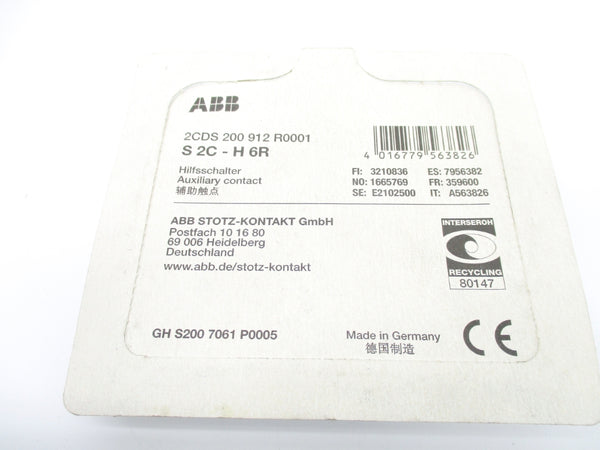 ABB
2CDS 200 912 R0001
S 2C - H 6R
Hilfsschalter
Auxiliary contact
辅助触点
4 016779 563826
FI: 3210836 ES: 7956382
NO: 1665769 FR: 359600
SE: E2102500 IT: A563826
ABB STOTZ-KONTAKT GmbH
Postfach 10 16 80
69 006 Heidelberg
Deutschland
www.abb.de/stotz-kontakt
INTERSEROH
RECYCLING
80147
GH S200 7061 P0005
Made in Germany
德国制造
CE